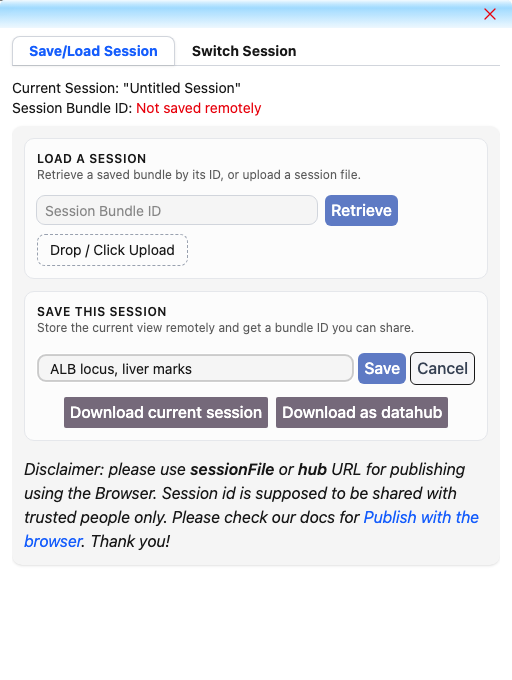 Save/Load Session
Switch Session
Current Session: "Untitled Session"
Session Bundle ID: Not saved remotely
LOAD A SESSION
Retrieve a saved bundle by its ID, or upload a session file.
Session Bundle ID
Retrieve
Drop / Click Upload
SAVE THIS SESSION
Store the current view remotely and get a bundle ID you can share.
ALB locus, liver marks
Save
Cancel
Download current session
Download as datahub
Disclaimer: please use sessionFile or hub URL for publishing
using the Browser. Session id is supposed to be shared with
trusted people only. Please check our docs for Publish with the
browser. Thank you!